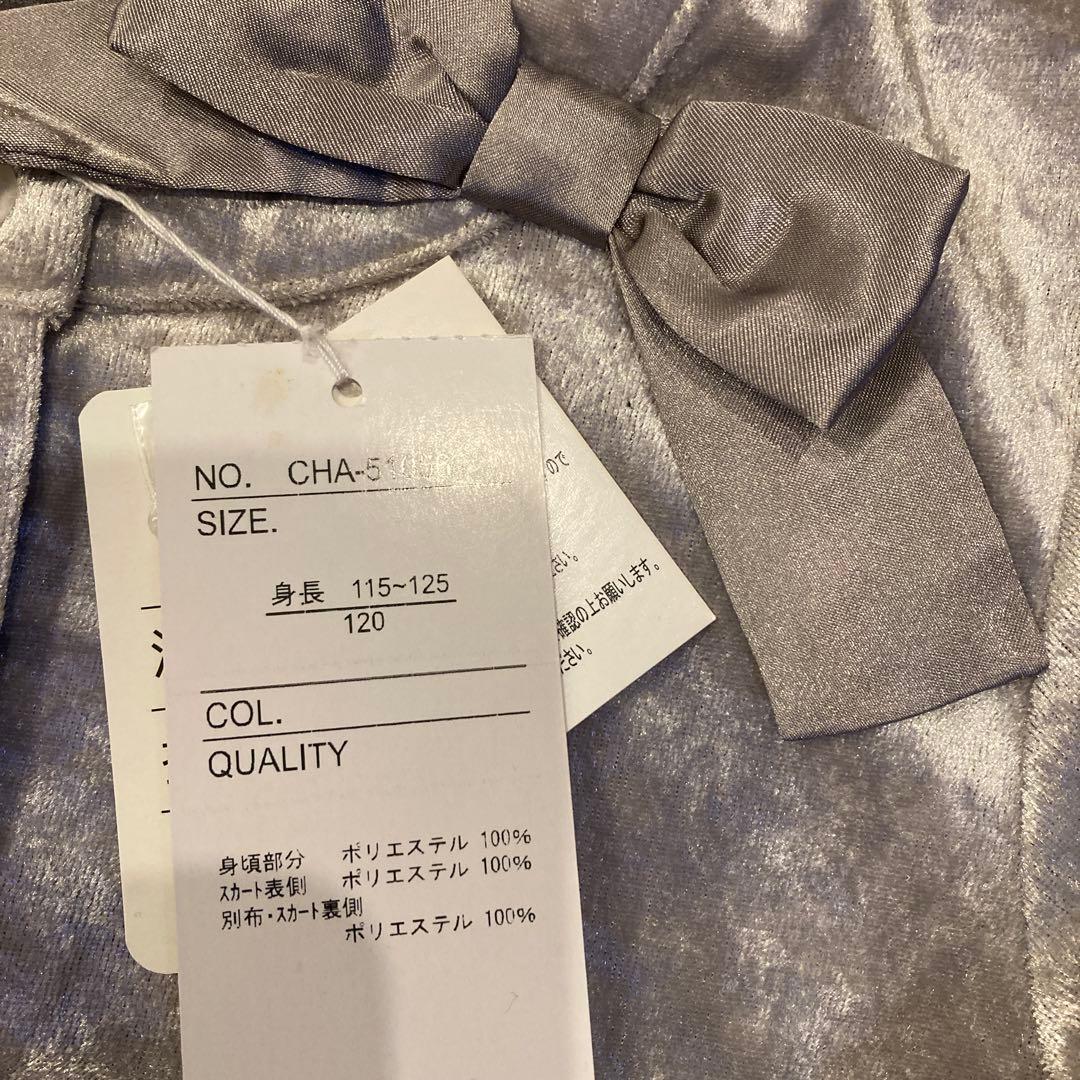 NO. CHA-51
SIZE.
身長 115~125
120
COL.
QUALITY
身頃部分 ポリエステル 100%
スカート表側 ポリエステル 100%
別布・スカート裏側
ポリエステル 100%
ので
さい。
確認の上お願いします。
ださい。